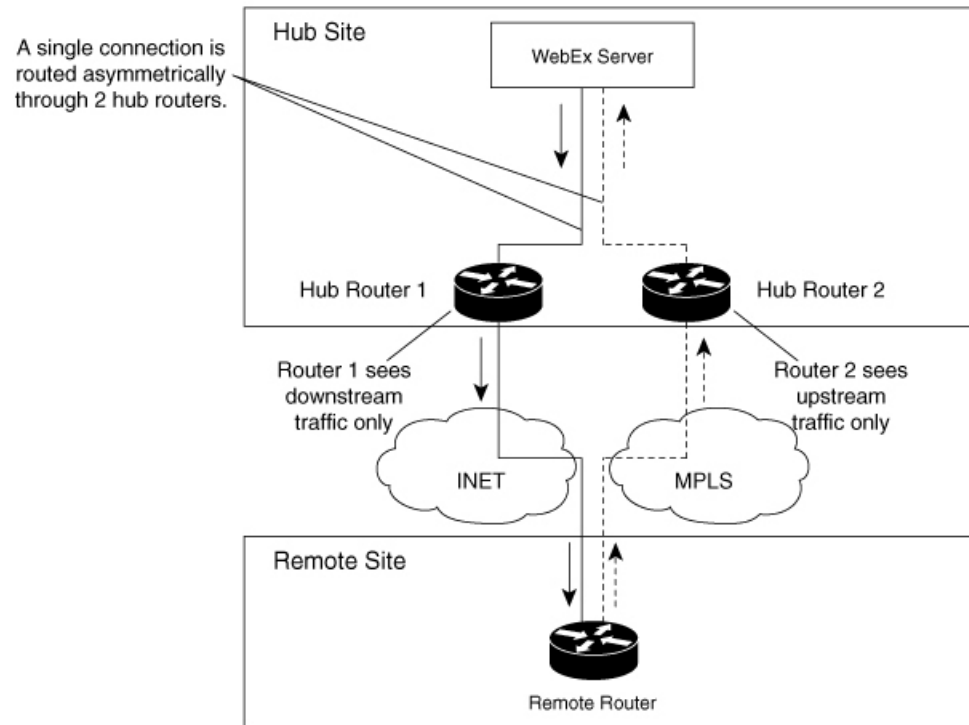 Hub Site
A single connection is
routed asymmetrically
through 2 hub routers.
WebEx Server
Hub Router 1
Hub Router 2
Router 1 sees
downstream
traffic only
Router 2 sees
upstream
traffic only
INET
MPLS
Remote Site
Remote Router